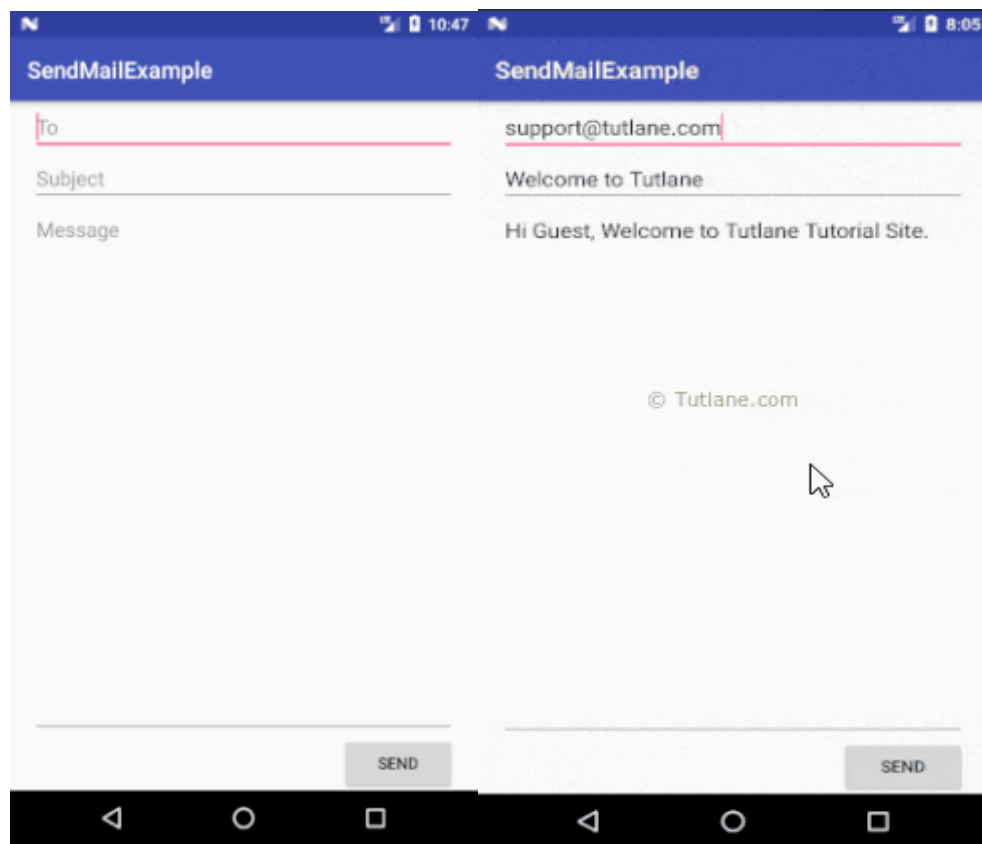 10:47
SendMailExample
To
Subject
Message
SEND
8:05
SendMailExample
support@tutlane.com
Welcome to Tutlane
Hi Guest, Welcome to Tutlane Tutorial Site.
© Tutlane.com
SEND